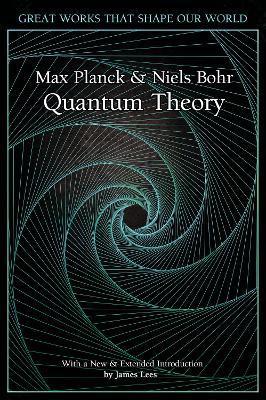 GREAT WORKS THAT SHAPE OUR WORLD
Max Planck & Niels Bohr
Quantum Theory
With a New & Extended Introduction
by James Lees